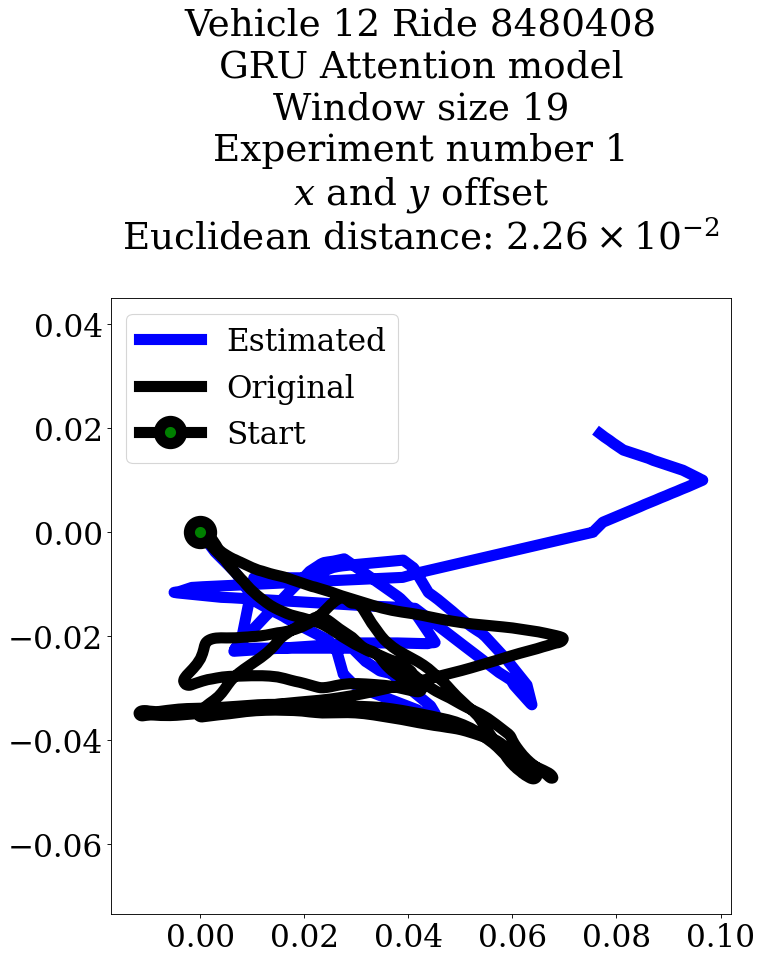 Vehicle 12 Ride 8480408
GRU Attention model
Window size 19
Experiment number 1
x and y offset
Euclidean distance: 2.26 × 10⁻²
Estimated
Original
Start
0.04
0.02
0.00
−0.02
−0.04
−0.06
0.00 0.02 0.04 0.06 0.08 0.10